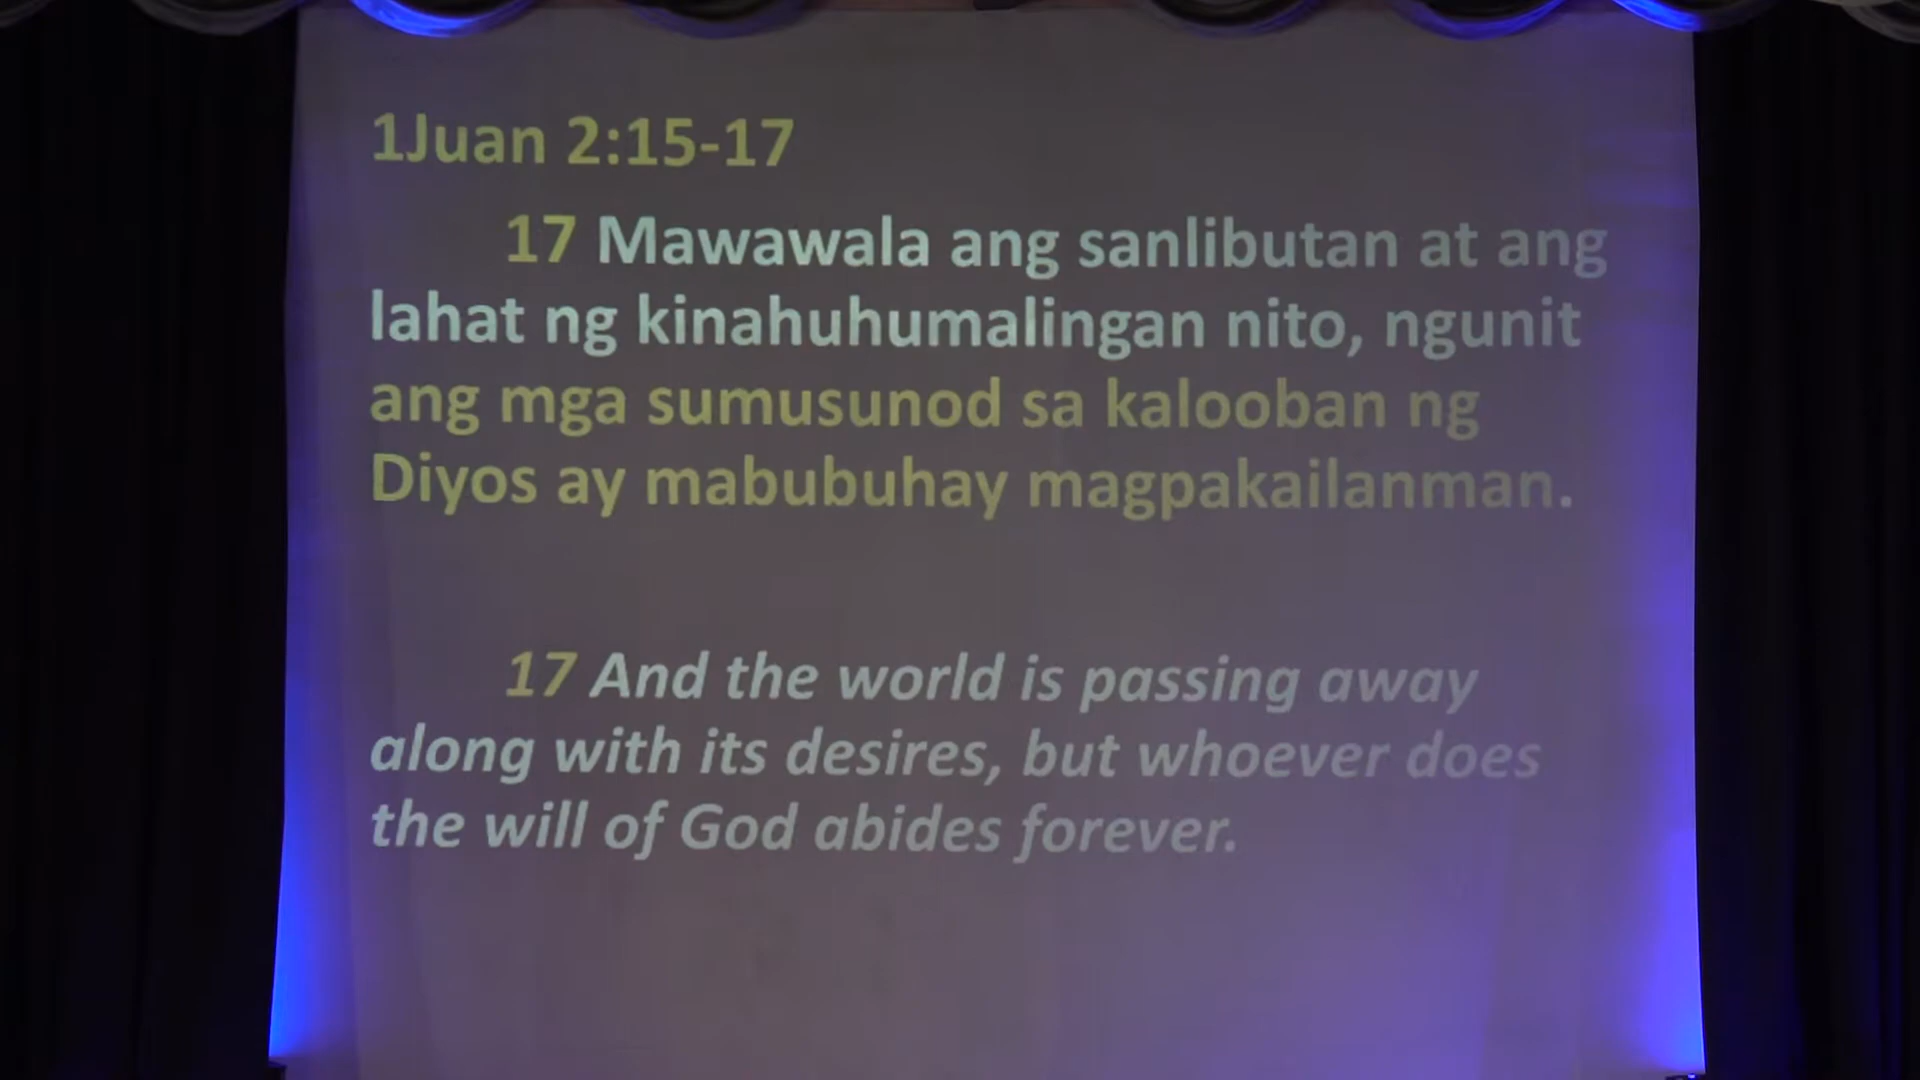 1Juan 2:15-17
17 Mawawala ang sanlibutan at ang
lahat ng kinahuhumalingan nito, ngunit
ang mga sumusunod sa kalooban ng
Diyos ay mabubuhay magpakailanman.
17 And the world is passing away
along with its desires, but whoever does
the will of God abides forever.